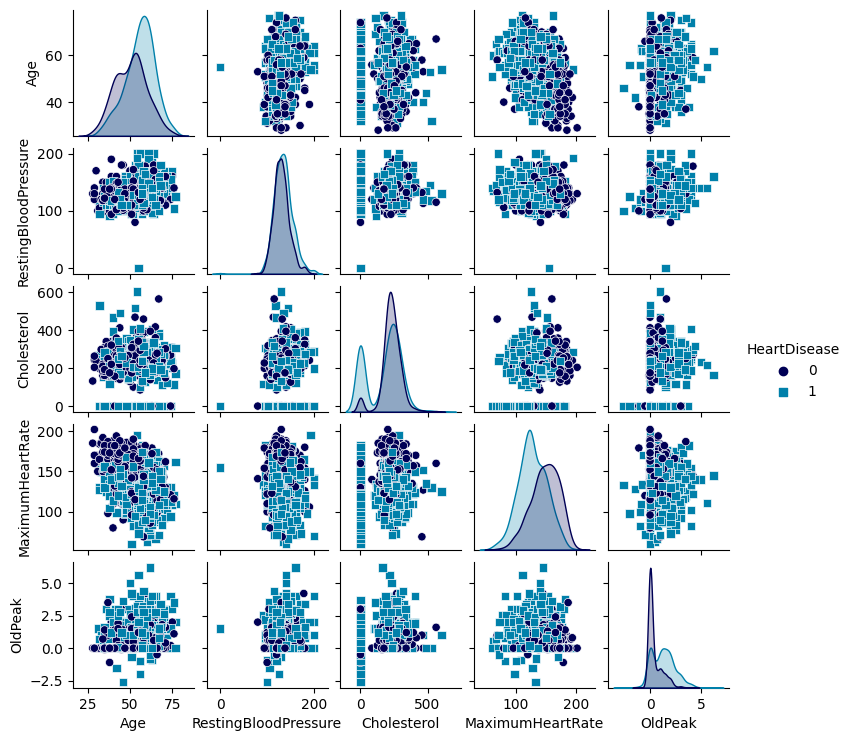 Age
60
40
RestingBloodPressure
200
100
0
Cholesterol
600
400
200
0
HeartDisease
0
1
MaximumHeartRate
200
150
100
OldPeak
5.0
2.5
0.0
−2.5
25 50 75 0 200 0 500 100 200 0 5
Age RestingBloodPressure Cholesterol MaximumHeartRate OldPeak